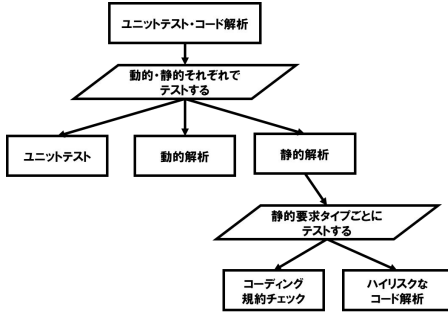 ユニットテスト・コード解析
動的・静的それぞれで
テストする
ユニットテスト
動的解析
静的解析
静的要求タイプごとに
テストする
コーディング
規約チェック
ハイリスクな
コード解析